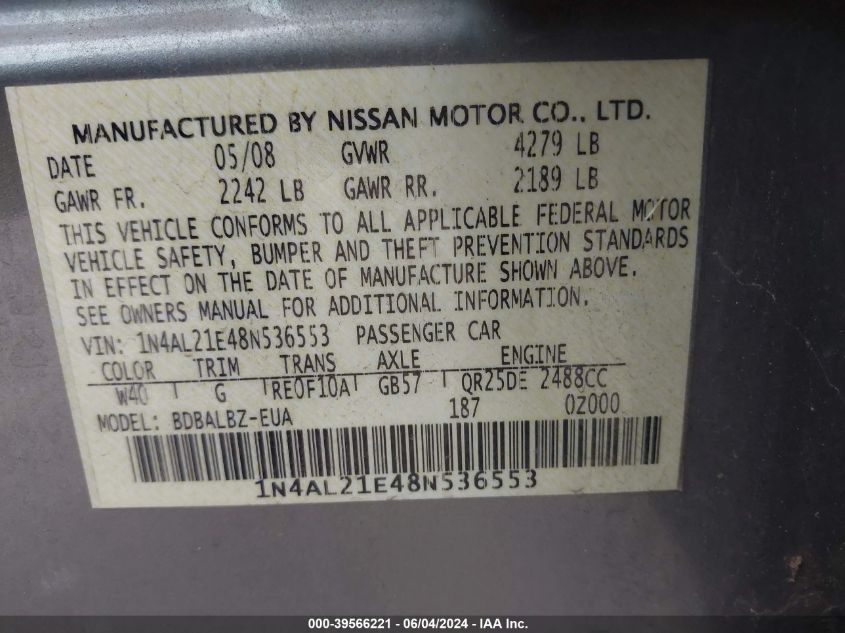 MANUFACTURED BY NISSAN MOTOR CO., LTD.
DATE 05/08 GVWR 4279 LB
GAWR FR. 2242 LB GAWR RR. 2189 LB
THIS VEHICLE CONFORMS TO ALL APPLICABLE FEDERAL MOTOR
VEHICLE SAFETY, BUMPER AND THEFT PREVENTION STANDARDS
IN EFFECT ON THE DATE OF MANUFACTURE SHOWN ABOVE.
SEE OWNERS MANUAL FOR ADDITIONAL INFORMATION.
VIN: 1N4AL21E48N536553 PASSENGER CAR
COLOR TRIM TRANS AXLE ENGINE
W40 G RE0F10A GB57 QR25DE 2488CC
MODEL: BDBALBZ-EUA 187 0Z000
1N4AL21E48N536553
000-39566221 - 06/04/2024 - IAA Inc.